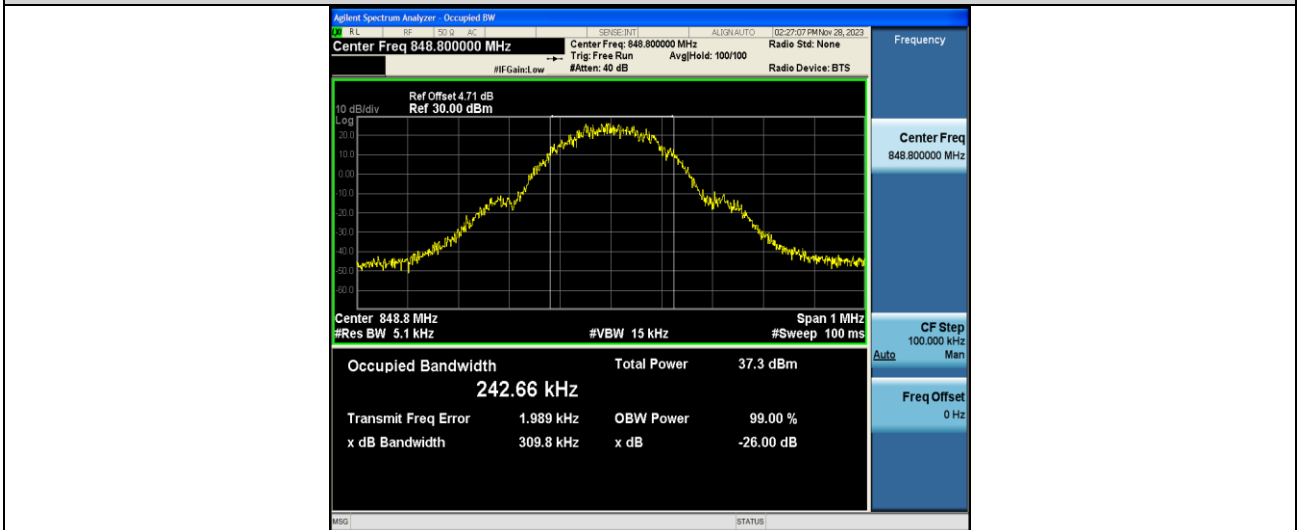 Agilent Spectrum Analyzer - Occupied BW
RL RF 50 Ω AC SENSE:INT ALIGN AUTO 02:27:07 PM Nov 28, 2023
Center Freq 848.800000 MHz
Center Freq: 848.800000 MHz Radio Std: None
Trig: Free Run Avg|Hold: 100/100
#IFGain:Low #Atten: 40 dB Radio Device: BTS
Frequency
Ref Offset 4.71 dB
10 dB/div Ref 30.00 dBm
Log
20.0
10.0
0.00
-10.0
-20.0
-30.0
-40.0
-50.0
-60.0
Center 848.8 MHz Span 1 MHz
#Res BW 5.1 kHz #VBW 15 kHz #Sweep 100 ms
Occupied Bandwidth Total Power 37.3 dBm
242.66 kHz
Transmit Freq Error 1.989 kHz OBW Power 99.00 %
x dB Bandwidth 309.8 kHz x dB -26.00 dB
Center Freq
848.800000 MHz
CF Step
100.000 kHz
Auto Man
Freq Offset
0 Hz
MSG STATUS